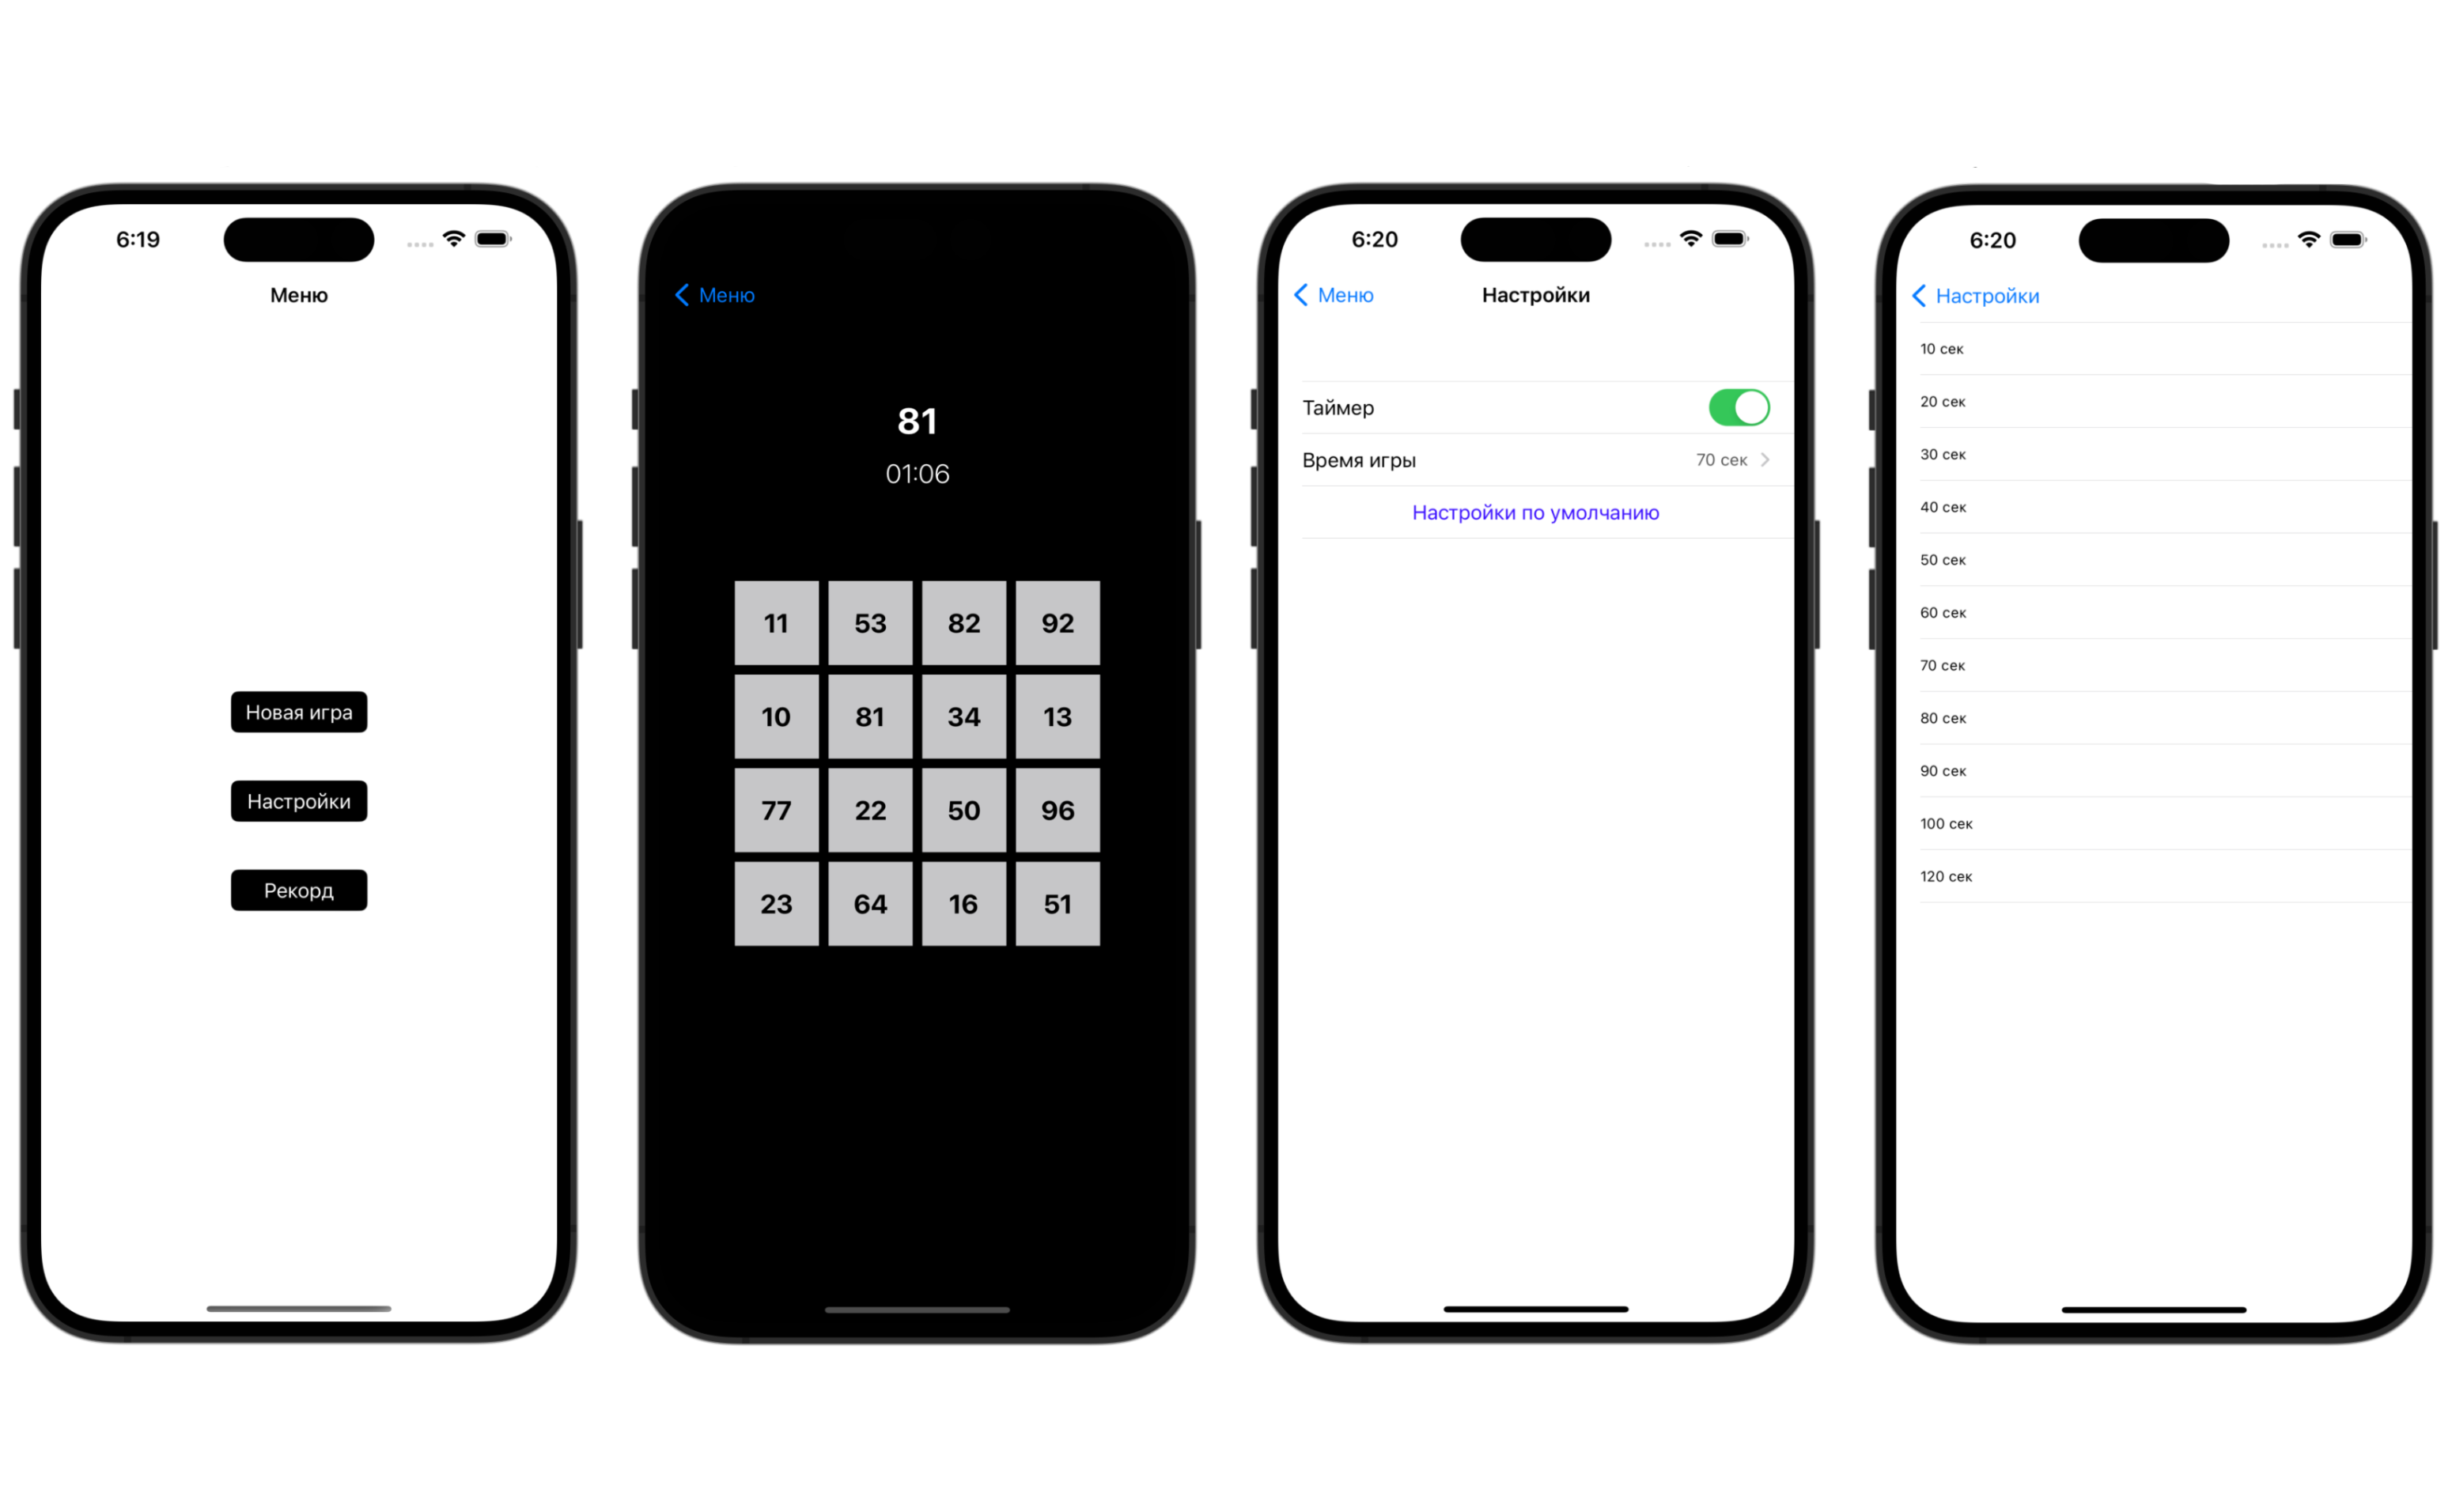 6:19
Меню
Новая игра
Настройки
Рекорд
Меню
81
01:06
11 53 82 92
10 81 34 13
77 22 50 96
23 64 16 51
6:20
Меню Настройки
Таймер
Время игры 70 сек
Настройки по умолчанию
6:20
Настройки
10 сек
20 сек
30 сек
40 сек
50 сек
60 сек
70 сек
80 сек
90 сек
100 сек
120 сек